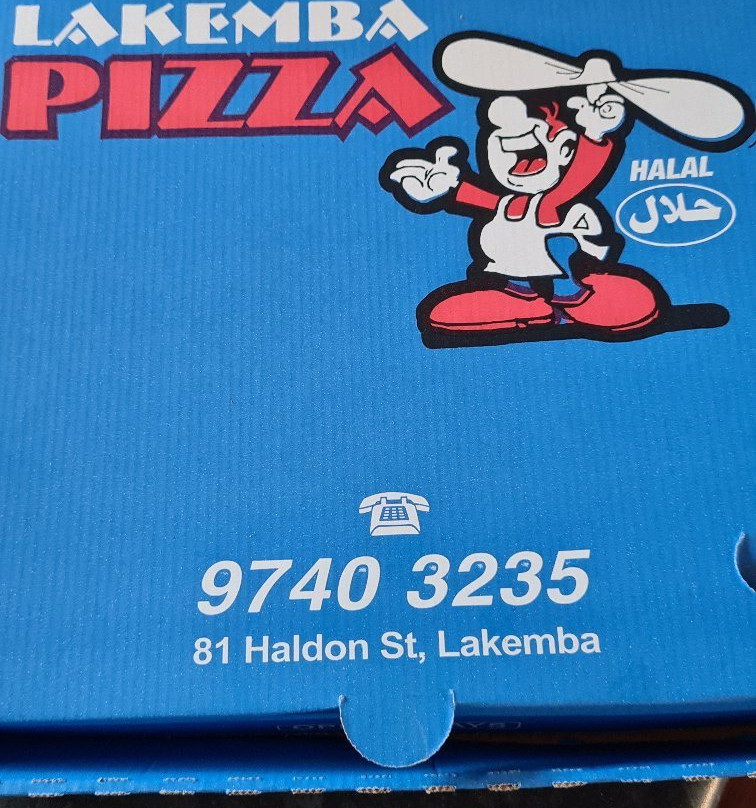 LAKEMBA
PIZZA
HALAL
حلال
9740 3235
81 Haldon St, Lakemba